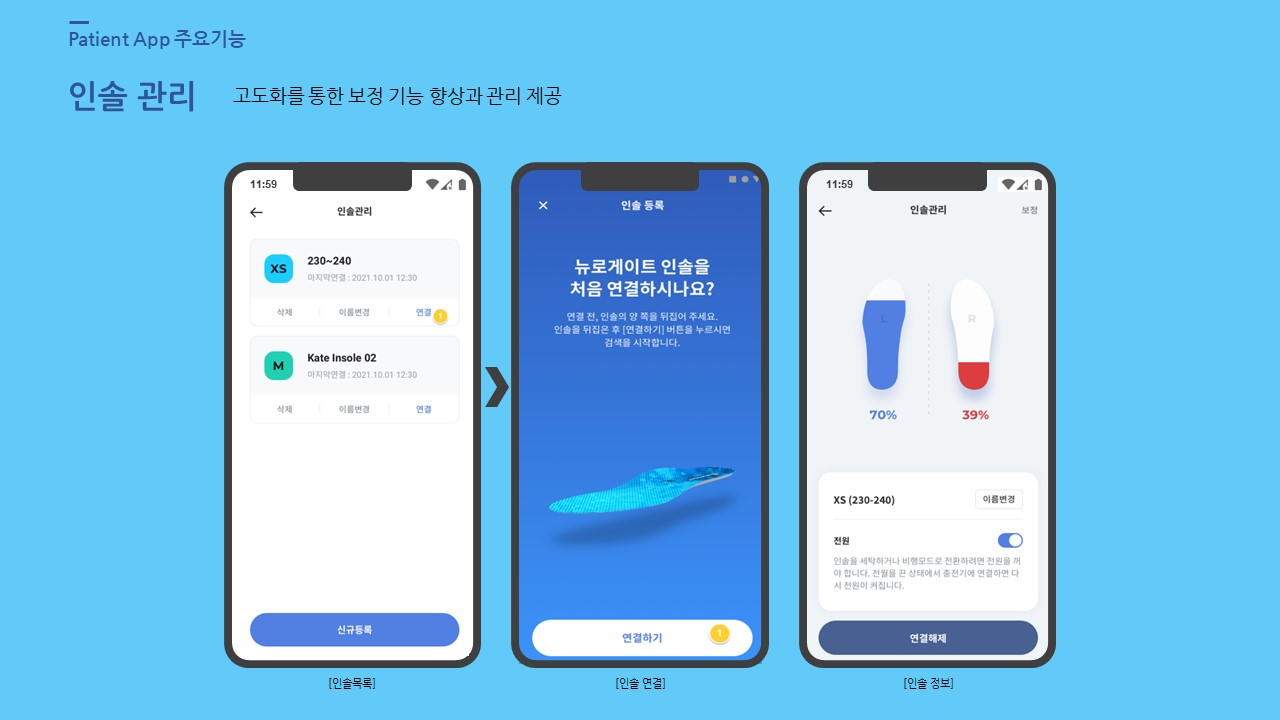 Patient App 주요기능
인솔 관리
고도화를 통한 보정 기능 향상과 관리 제공
11:59
인솔관리
XS
230~240
마지막연결 : 2021.10.01 12:30
삭제
이름변경
연결
1
M
Kate Insole 02
마지막연결 : 2021.10.01 12:30
삭제
이름변경
연결
신규등록
[인솔목록]
인솔 등록
뉴로게이트 인솔을
처음 연결하시나요?
연결 전, 인솔의 양 쪽을 뒤집어 주세요.
인솔을 뒤집은 후 [연결하기] 버튼을 누르시면
검색을 시작합니다.
연결하기
1
[인솔 연결]
11:59
인솔관리
보정
L
R
70%
39%
XS (230-240)
이름변경
전원
인솔을 세탁하거나 비행모드로 전환하려면 전원을 꺼
야 합니다. 전월을 끈 상태에서 충전기에 연결하면 다
시 전원이 켜집니다.
연결해제
[인솔 정보]